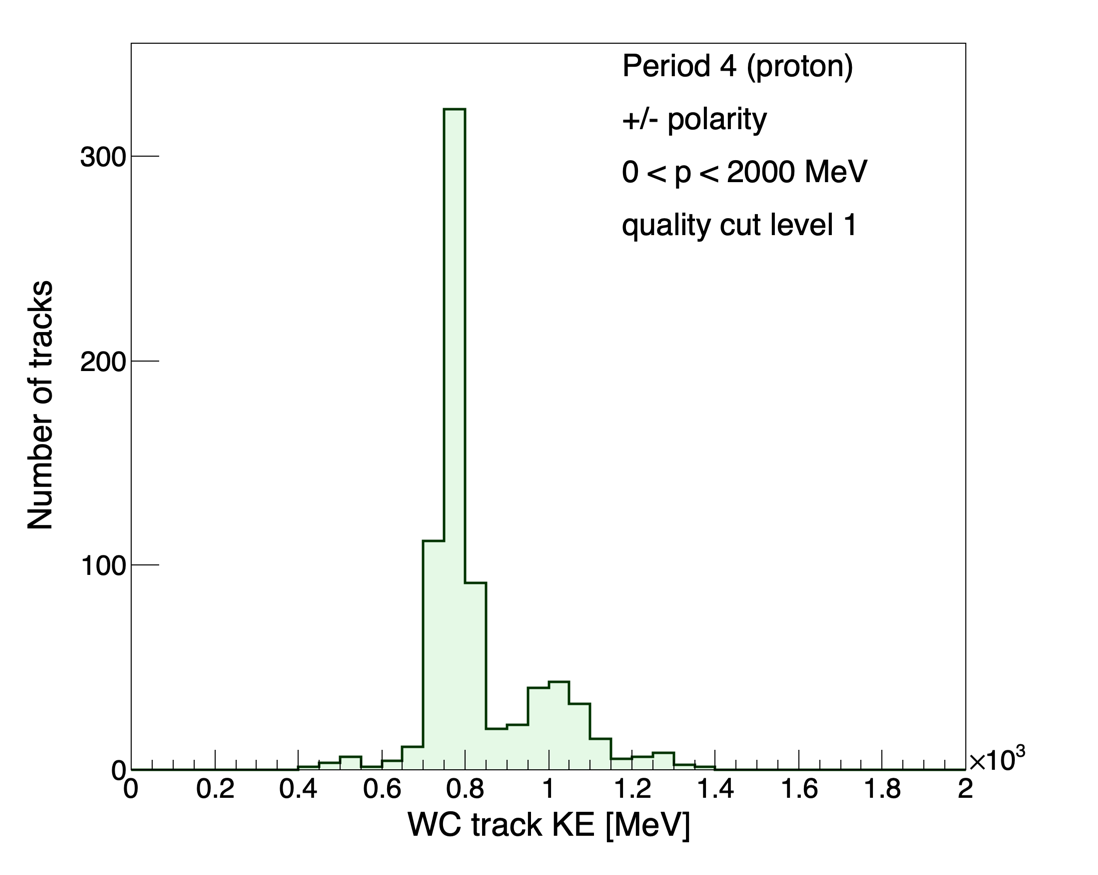 Period 4 (proton)
+/- polarity
0 < p < 2000 MeV
quality cut level 1
Number of tracks
300
200
100
0
0 0.2 0.4 0.6 0.8 1 1.2 1.4 1.6 1.8 2
×10³
WC track KE [MeV]